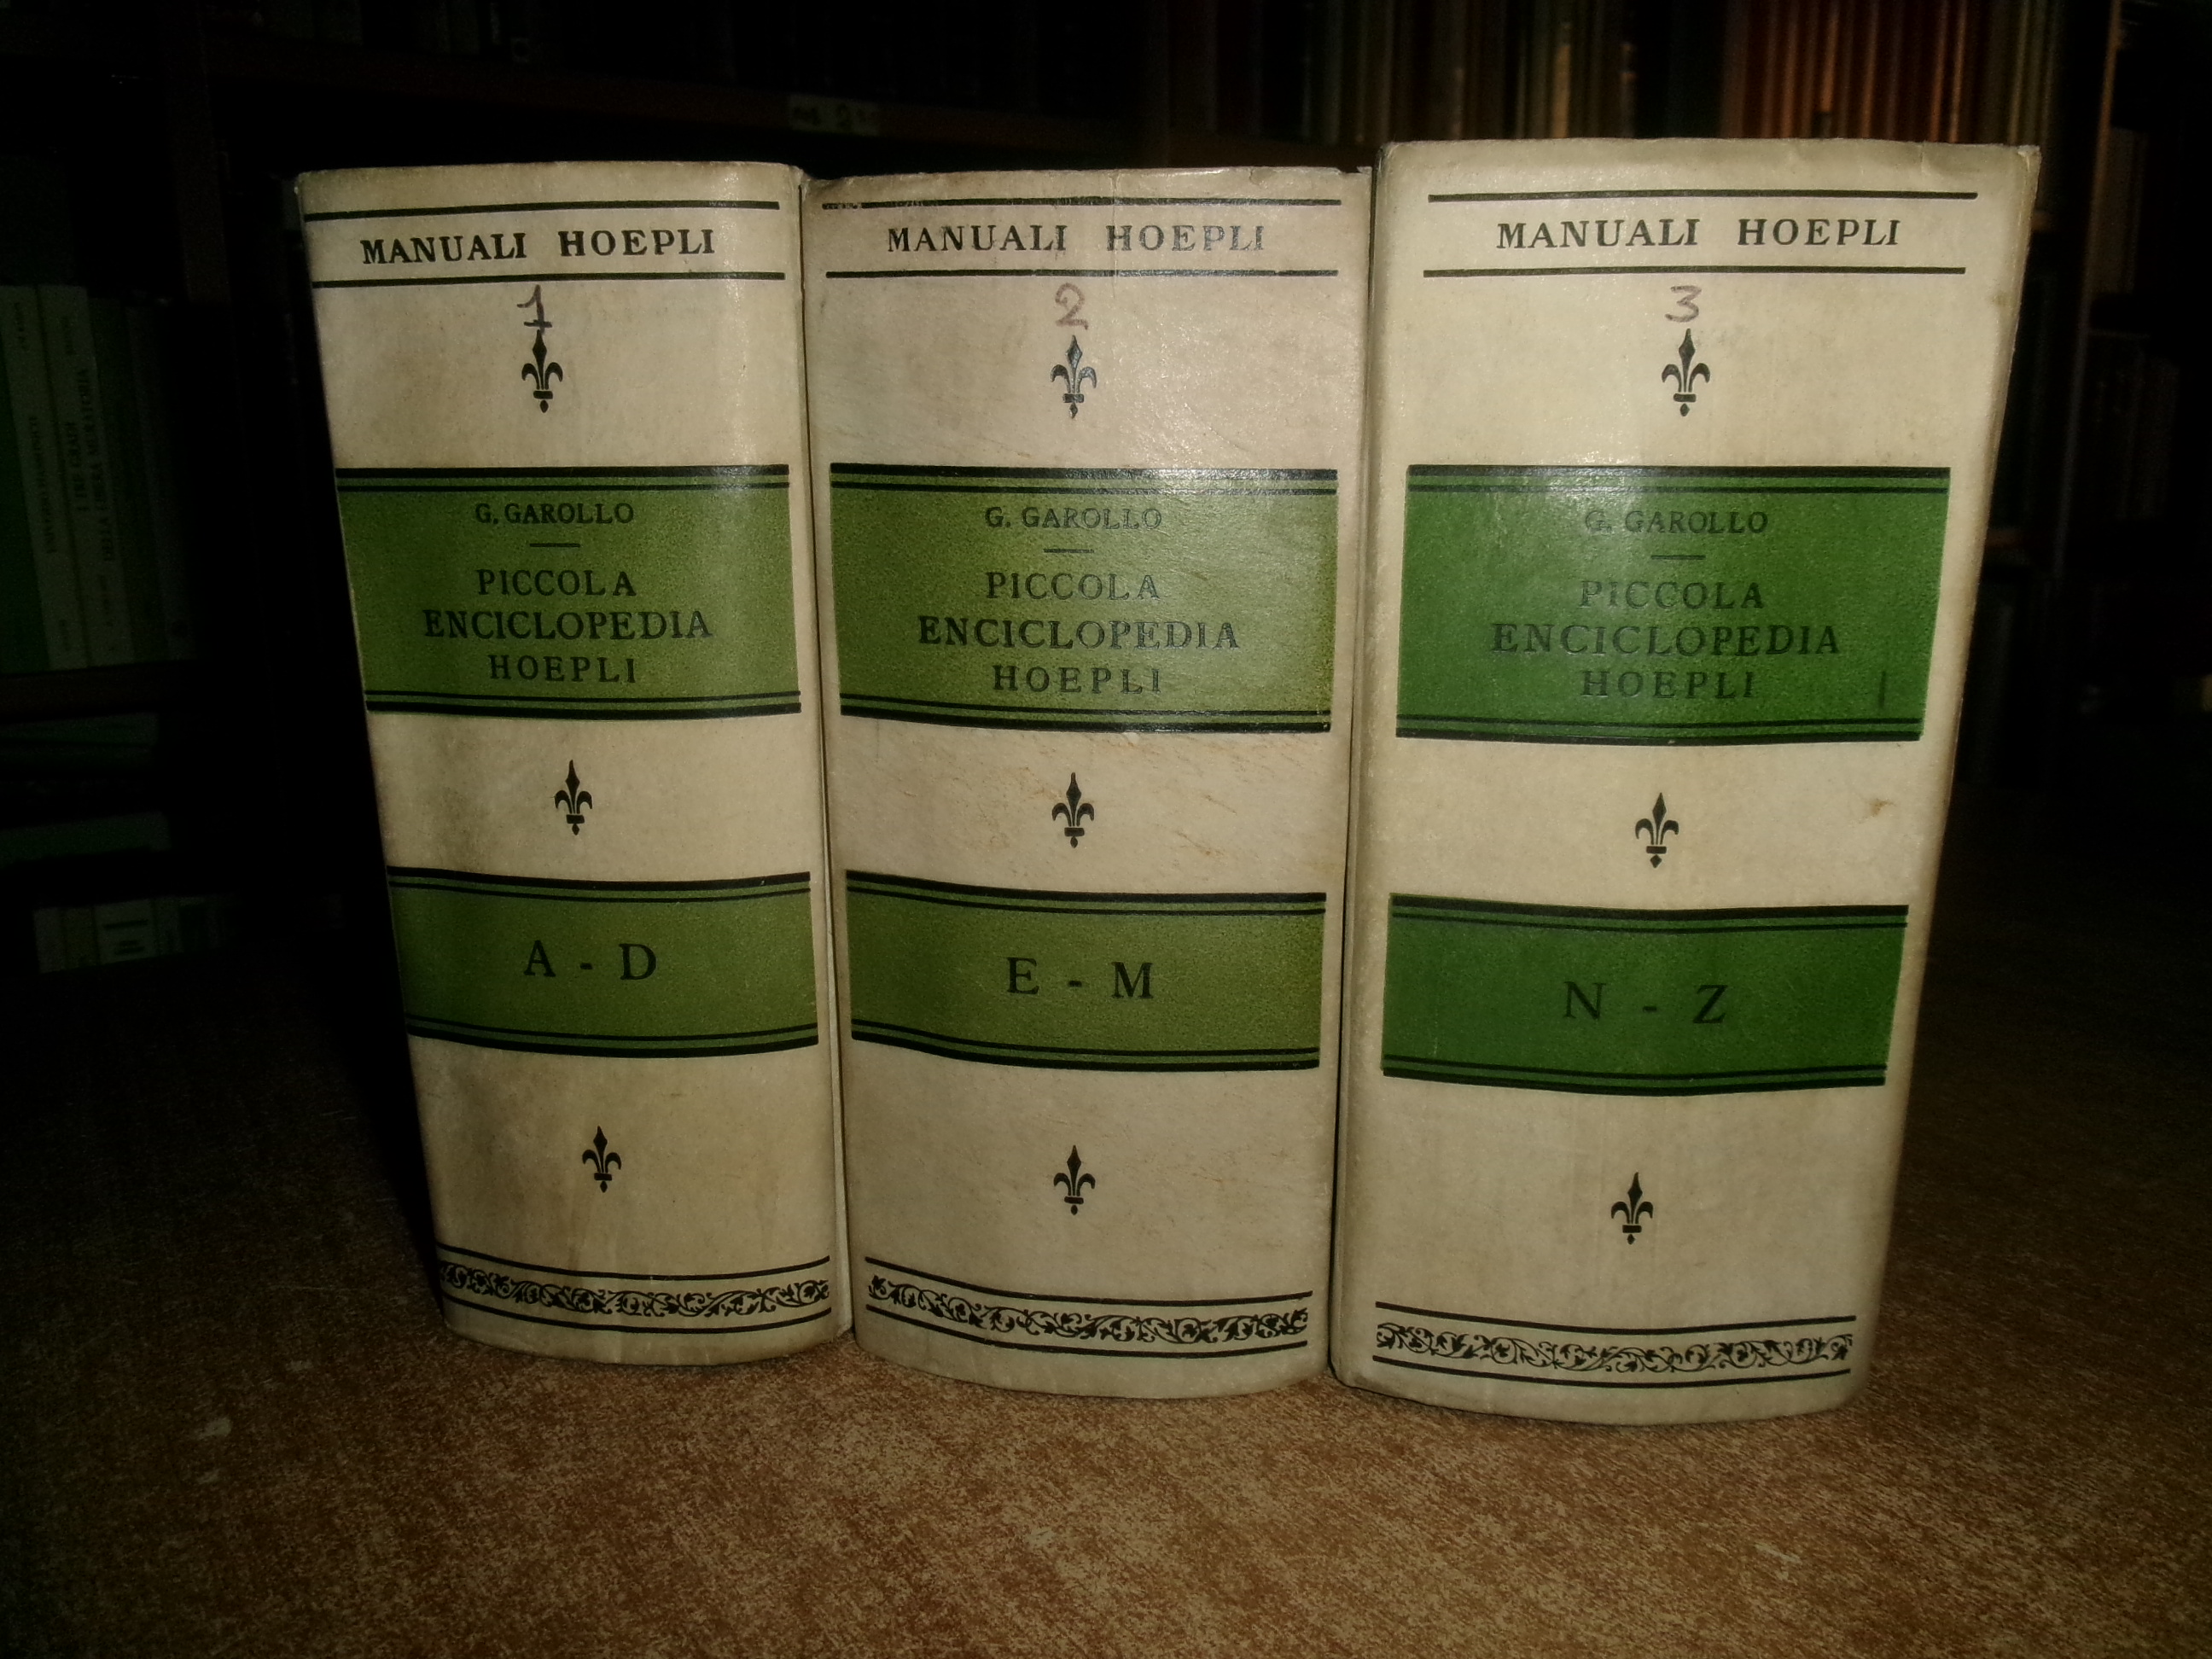 MANUALI HOEPLI
1
G. GAROLLO
PICCOLA
ENCICLOPEDIA
HOEPLI
A - D
MANUALI HOEPLI
2
G. GAROLLO
PICCOLA
ENCICLOPEDIA
HOEPLI
E - M
MANUALI HOEPLI
3
G. GAROLLO
PICCOLA
ENCICLOPEDIA
HOEPLI
N - Z